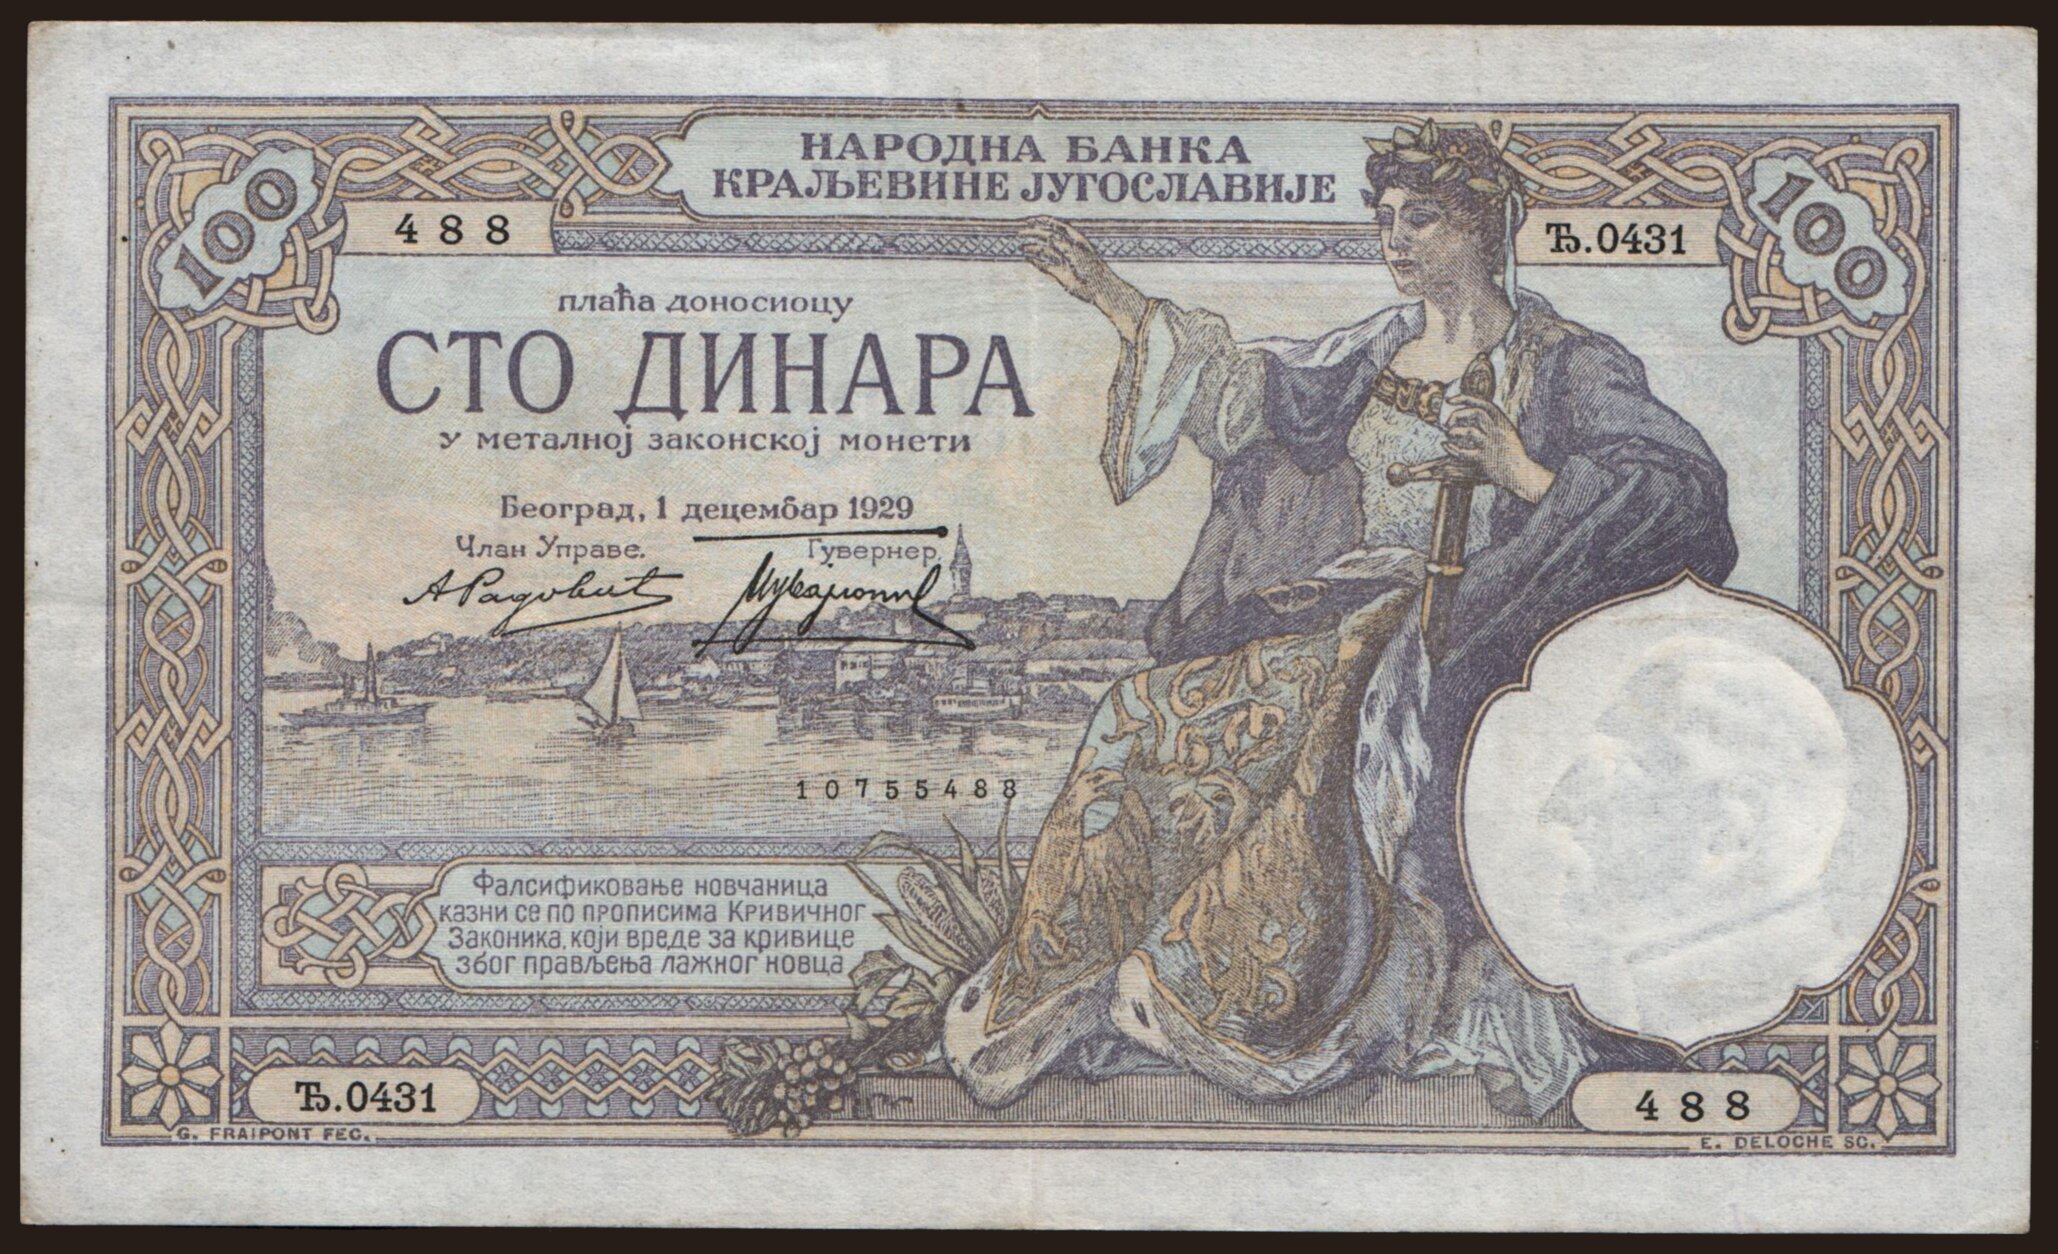 НАРОДНА БАНКА
КРАЉЕВИНЕ ЈУГОСЛАВИЈЕ
100
100
488
Ђ.0431
плаћа доносиоцу
СТО ДИНАРА
у металној законској монети
Београд, 1 децембар 1929
Члан Управе.
Гувернер.
А Радовић
10755488
Фалсификовање новчаница
казни се по прописима Кривичног
Законика, који вреде за кривице
због прављења лажног новца
Ђ.0431
488
G. FRAIPONT FEC.
E. DELOCHE SC.